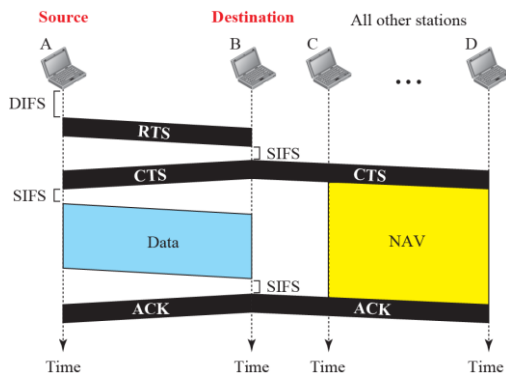 Source
Destination
All other stations
A
B
C
D
DIFS
RTS
SIFS
CTS
CTS
SIFS
Data
NAV
SIFS
ACK
ACK
Time
Time
Time
Time